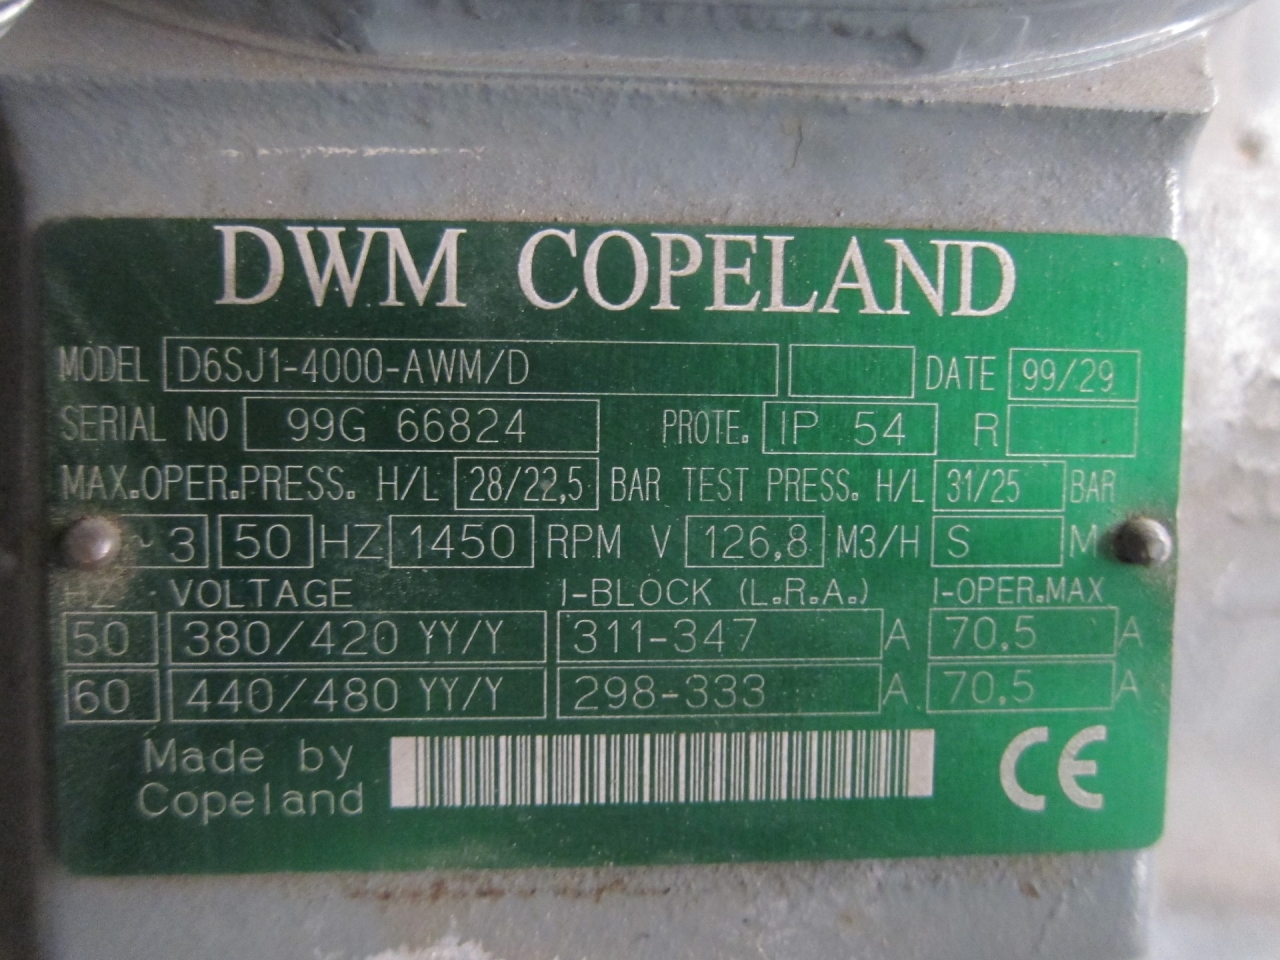 DWM COPELAND
MODEL D6SJ1-4000-AWM/D DATE 99/29
SERIAL NO 99G 66824 PROTE. IP 54 R
MAX.OPER.PRESS. H/L 28/22,5 BAR TEST PRESS. H/L 31/25 BAR
~ 3 50 HZ 1450 RPM V 126,8 M3/H S M
HZ VOLTAGE I-BLOCK (L.R.A.) I-OPER.MAX
50 380/420 YY/Y 311-347 A 70,5 A
60 440/480 YY/Y 298-333 A 70,5 A
Made by
Copeland
CE